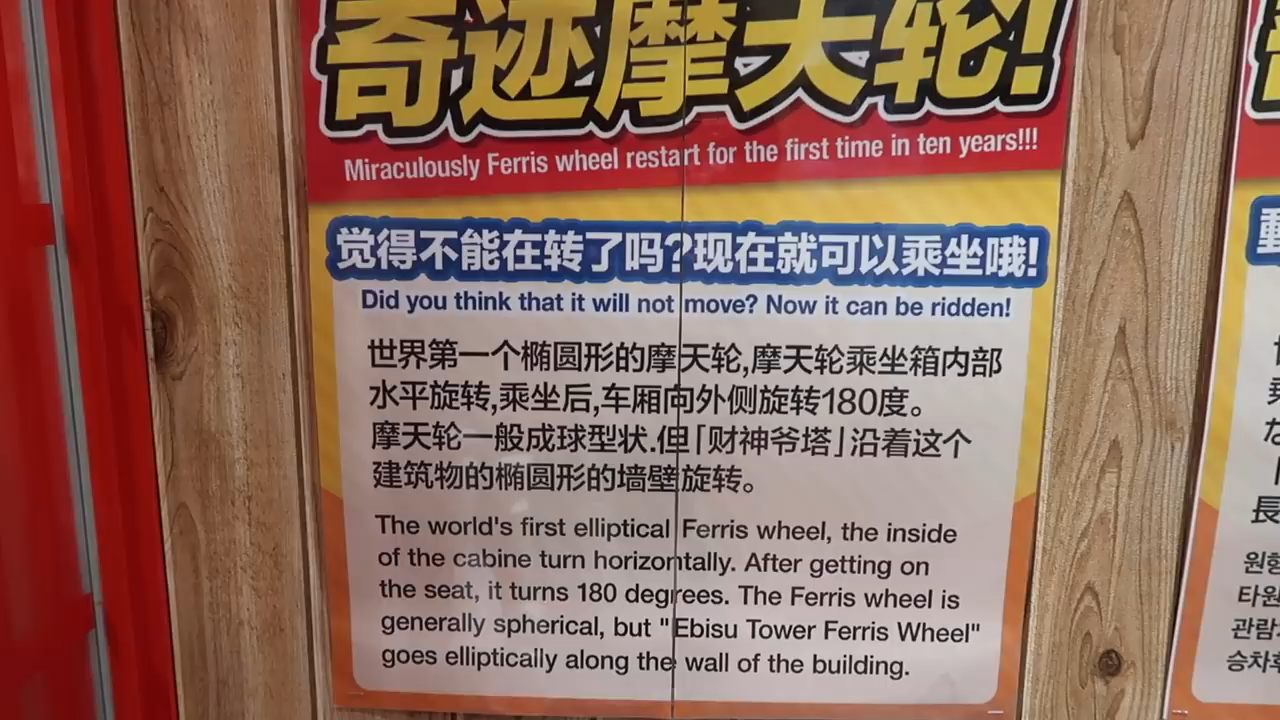 奇迹摩天轮!
Miraculously Ferris wheel restart for the first time in ten years!!!
觉得不能在转了吗?现在就可以乘坐哦!
Did you think that it will not move? Now it can be ridden!
世界第一个椭圆形的摩天轮,摩天轮乘坐箱内部
水平旋转,乘坐后,车厢向外侧旋转180度。
摩天轮一般成球型状.但「财神爷塔」沿着这个
建筑物的椭圆形的墙壁旋转。
The world's first elliptical Ferris wheel, the inside
of the cabine turn horizontally. After getting on
the seat, it turns 180 degrees. The Ferris wheel is
generally spherical, but "Ebisu Tower Ferris Wheel"
goes elliptically along the wall of the building.
長
원형
타원
관람
승차후